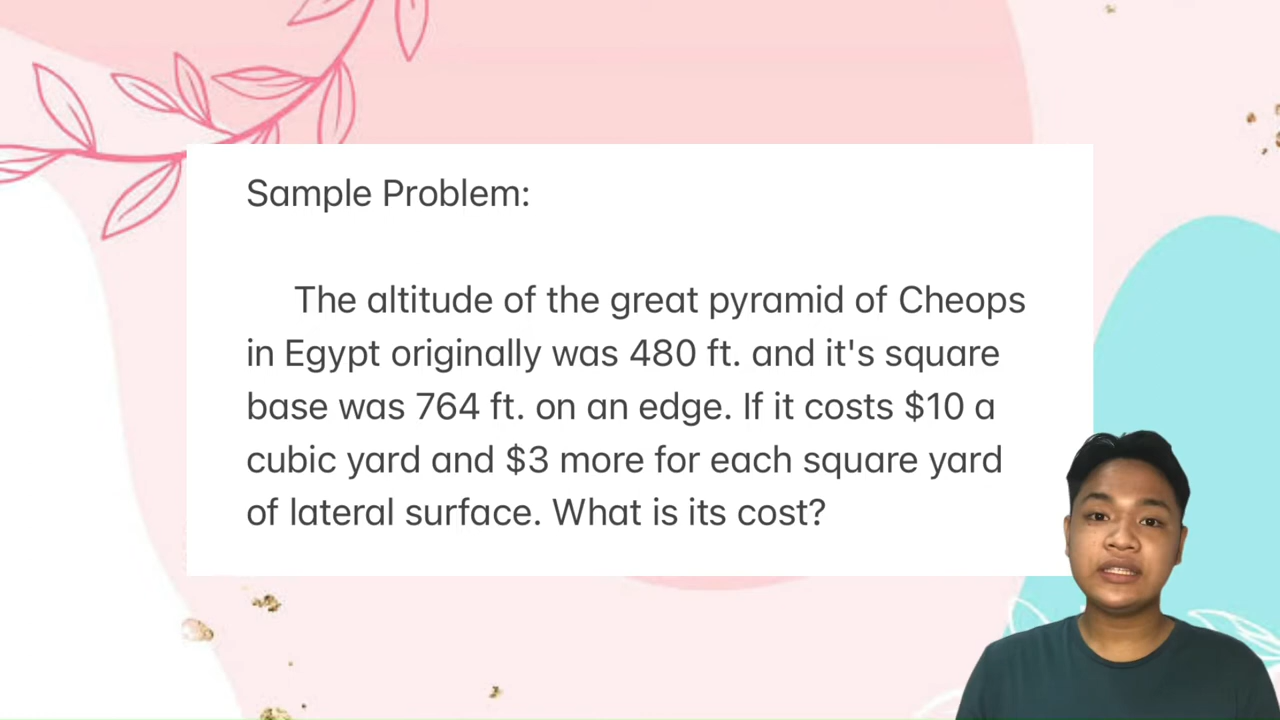 Sample Problem:
The altitude of the great pyramid of Cheops
in Egypt originally was 480 ft. and it's square
base was 764 ft. on an edge. If it costs $10 a
cubic yard and $3 more for each square yard
of lateral surface. What is its cost?